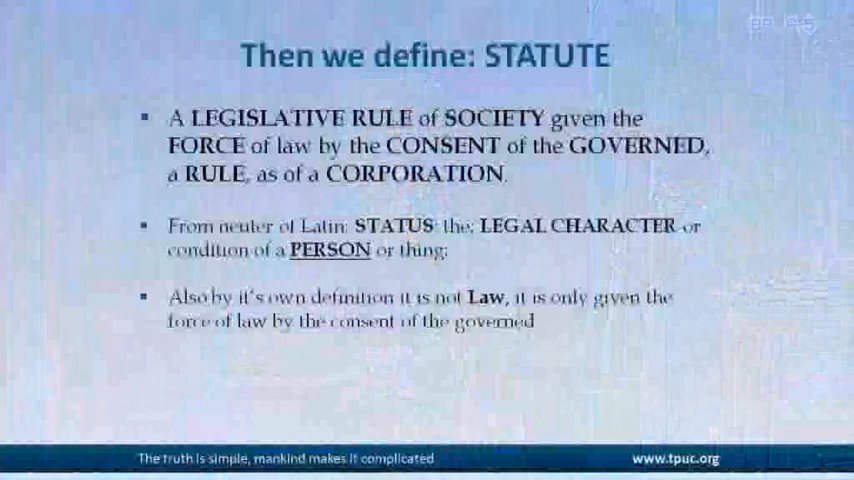 Then we define: STATUTE
A LEGISLATIVE RULE of SOCIETY given the
FORCE of law by the CONSENT of the GOVERNED,
a RULE, as of a CORPORATION.
From neuter of Latin: STATUS: the; LEGAL CHARACTER or
condition of a PERSON or thing;
Also by it's own definition it is not Law, it is only given the
force of law by the consent of the governed
The truth is simple, mankind makes it complicated
www.tpuc.org